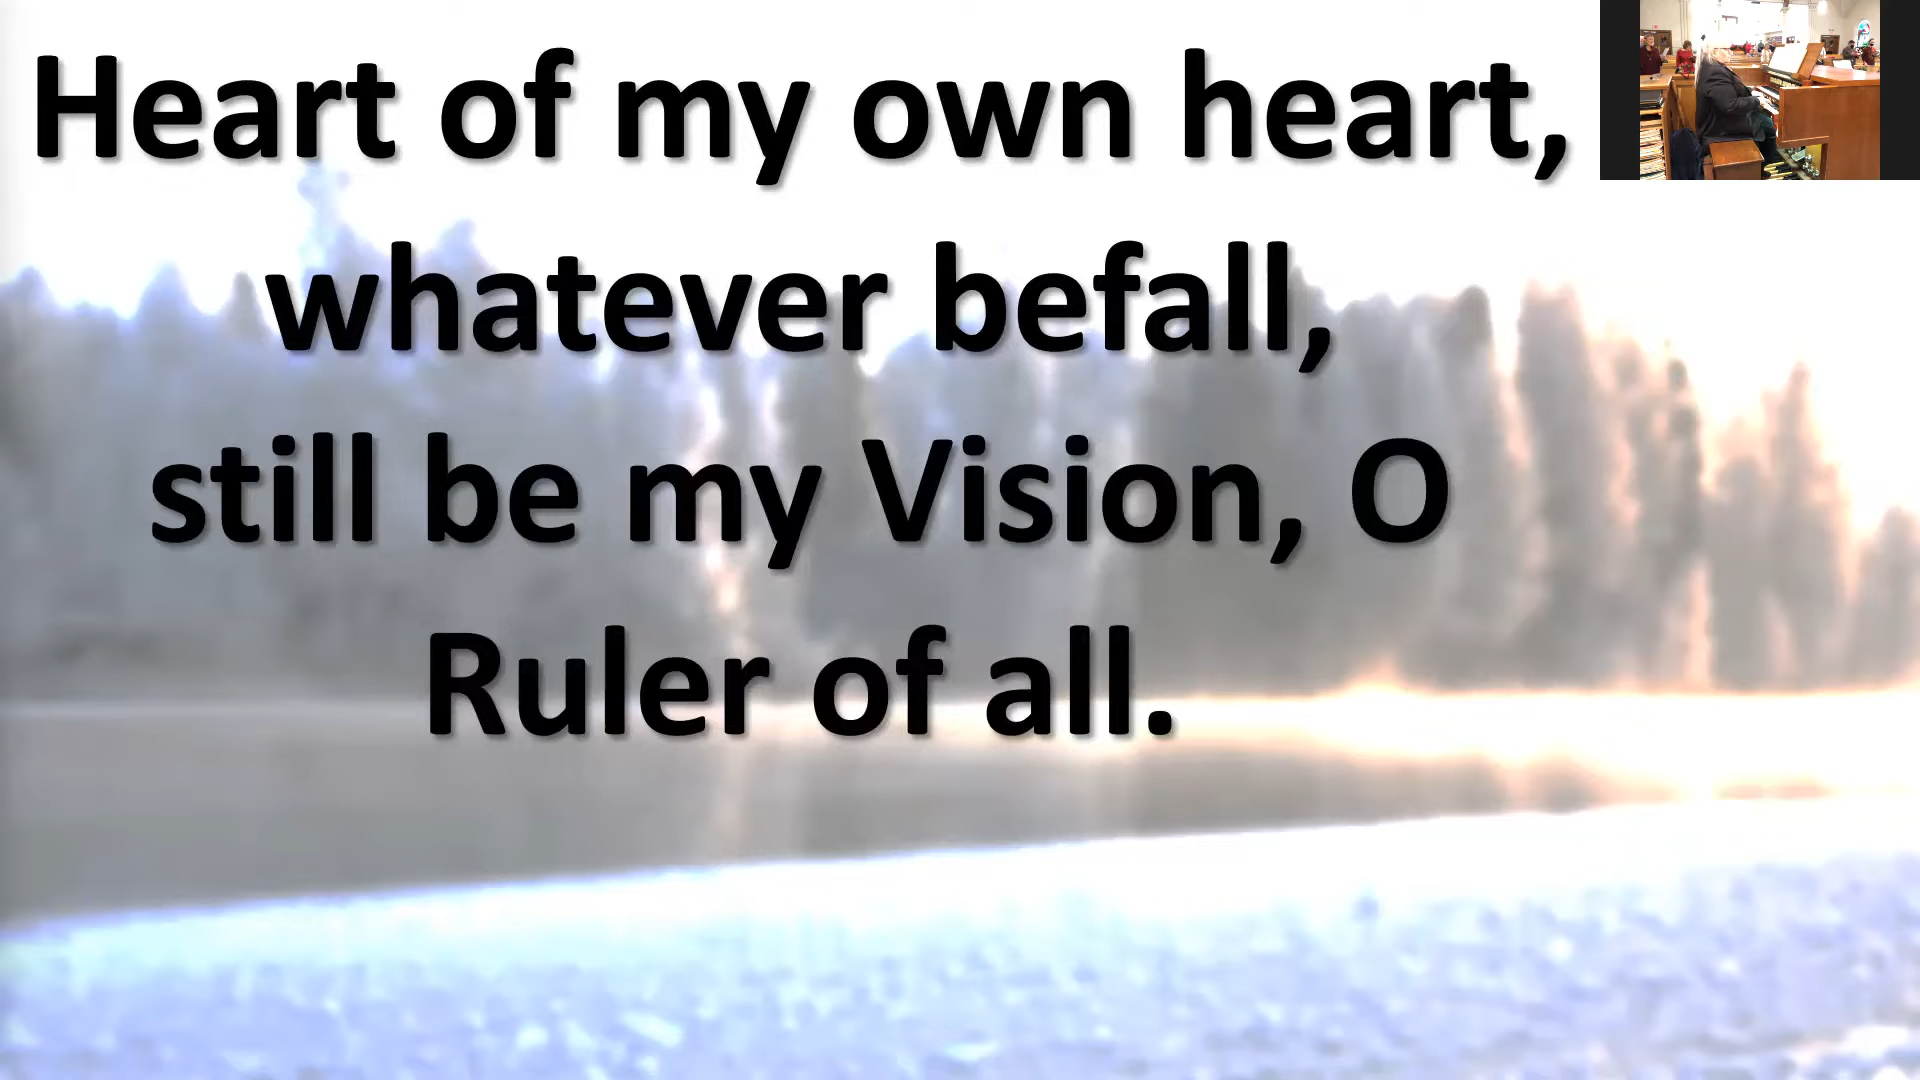 Heart of my own heart,
whatever befall,
still be my Vision, O
Ruler of all.